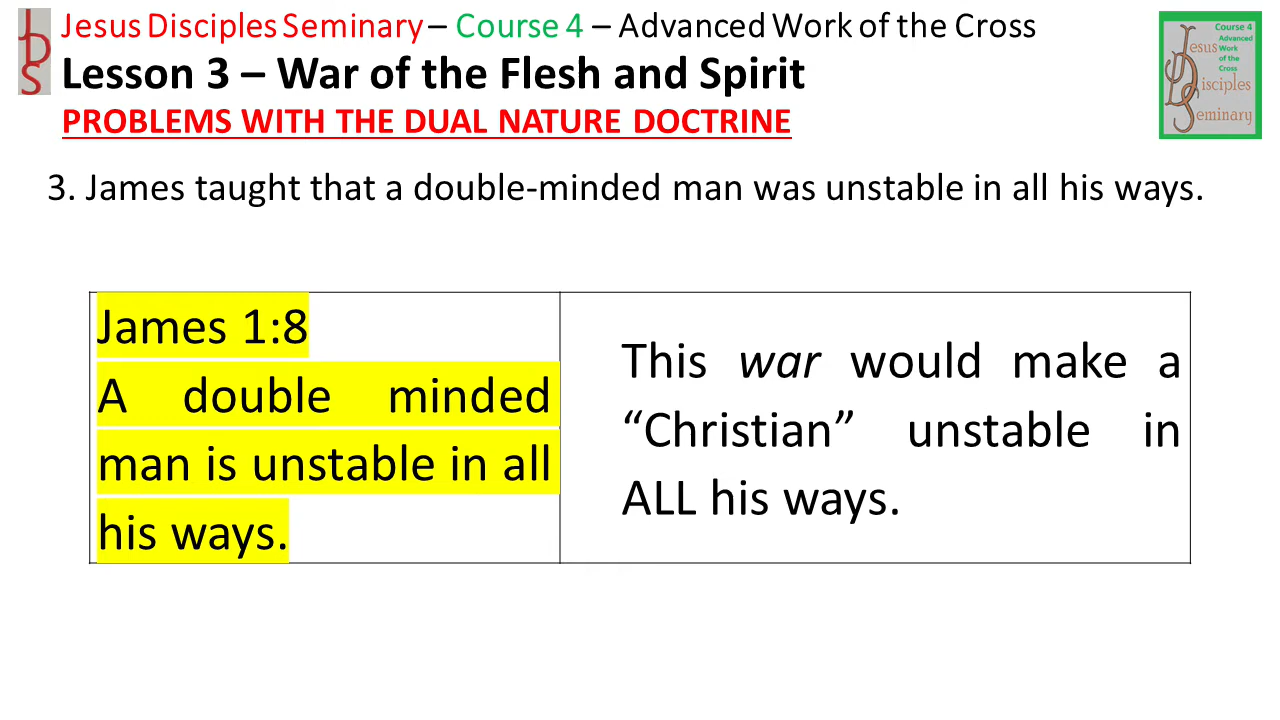 JDS
Jesus Disciples Seminary – Course 4 – Advanced Work of the Cross
Lesson 3 – War of the Flesh and Spirit
PROBLEMS WITH THE DUAL NATURE DOCTRINE
Course 4
Advanced
Work
of the
Cross
Jesus
Disciples
Seminary
3. James taught that a double-minded man was unstable in all his ways.
James 1:8
A double minded
man is unstable in all
his ways.
This war would make a
“Christian” unstable in
ALL his ways.